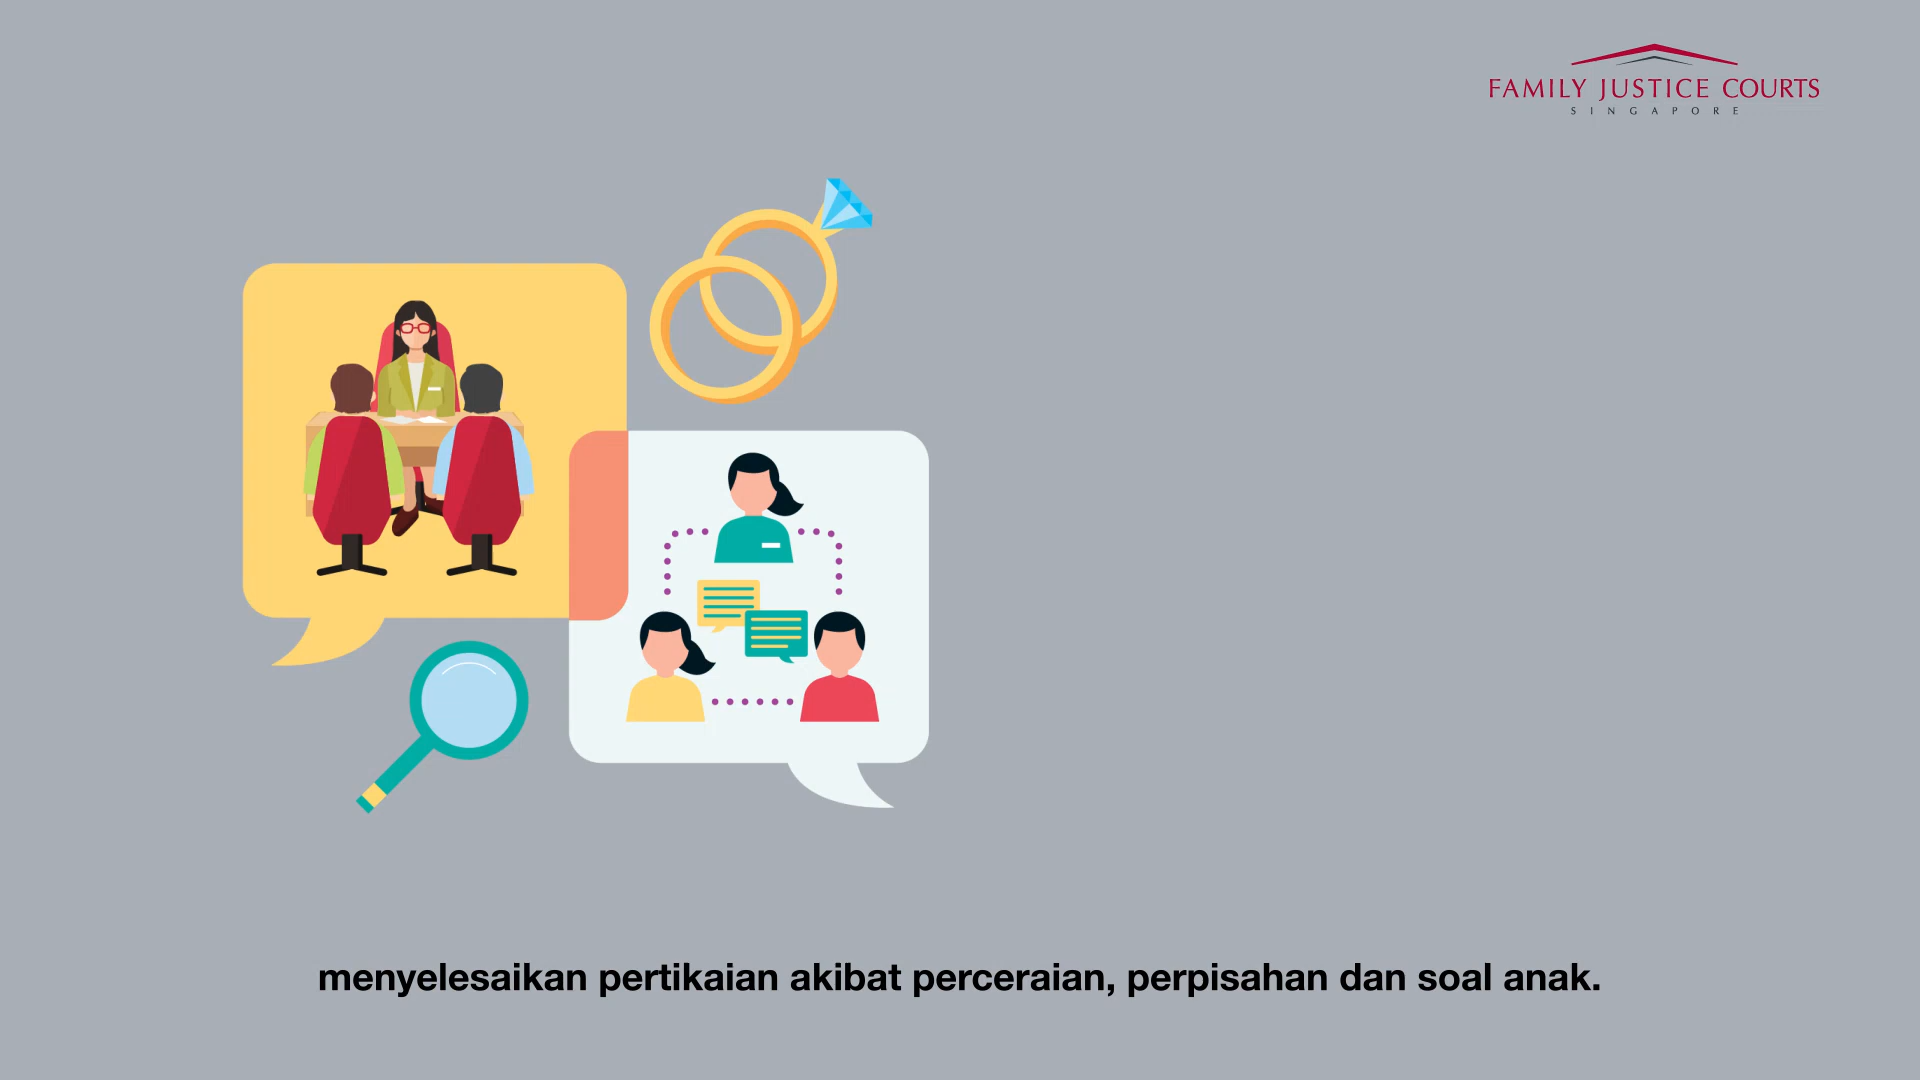 FAMILY JUSTICE COURTS
SINGAPORE
menyelesaikan pertikaian akibat perceraian, perpisahan dan soal anak.